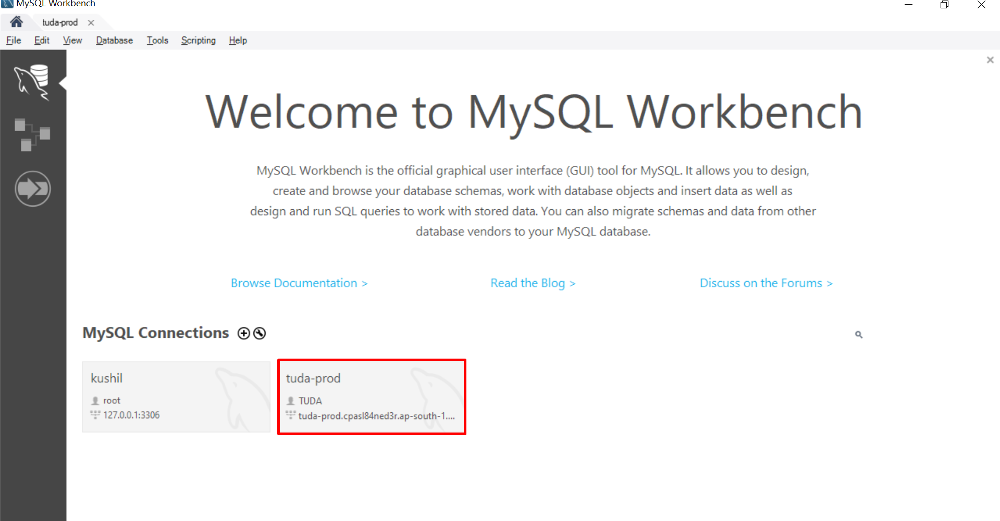 MySQL Workbench
tuda-prod
File Edit View Database Tools Scripting Help
Welcome to MySQL Workbench
MySQL Workbench is the official graphical user interface (GUI) tool for MySQL. It allows you to design,
create and browse your database schemas, work with database objects and insert data as well as
design and run SQL queries to work with stored data. You can also migrate schemas and data from other
database vendors to your MySQL database.
Browse Documentation > Read the Blog > Discuss on the Forums >
MySQL Connections
kushil
root
127.0.0.1:3306
tuda-prod
TUDA
tuda-prod.cpasl84ned3r.ap-south-1....